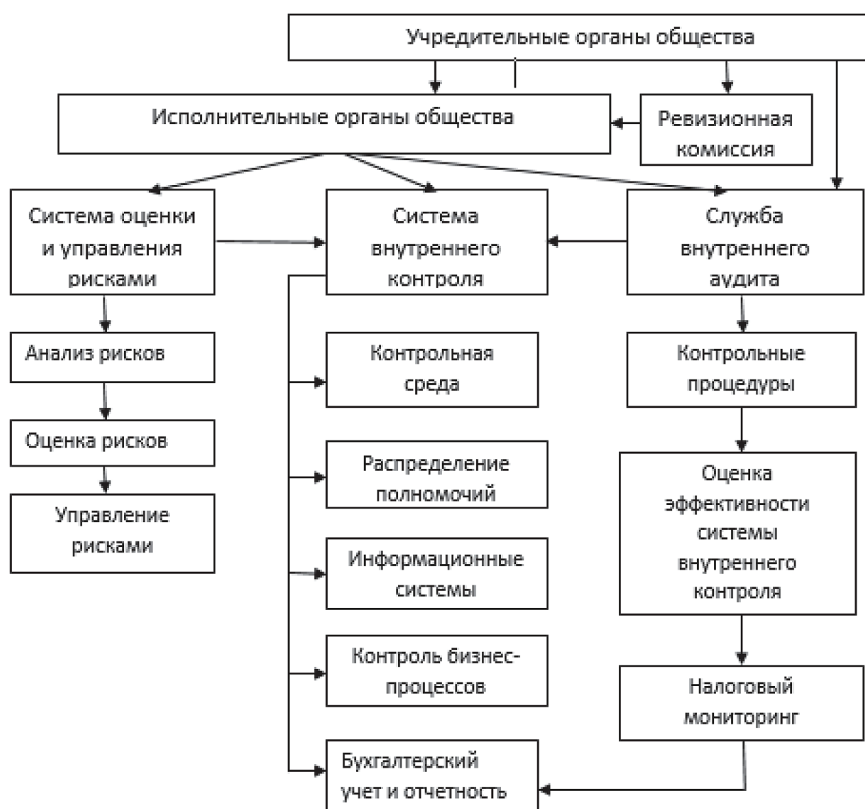 Учредительные органы общества
Исполнительные органы общества
Ревизионная
комиссия
Система оценки
и управления
рисками
Система
внутреннего
контроля
Служба
внутреннего
аудита
Анализ рисков
Оценка рисков
Управление
рисками
Контрольная
среда
Распределение
полномочий
Информационные
системы
Контроль бизнес-
процессов
Бухгалтерский
учет и отчетность
Контрольные
процедуры
Оценка
эффективности
системы
внутреннего
контроля
Налоговый
мониторинг